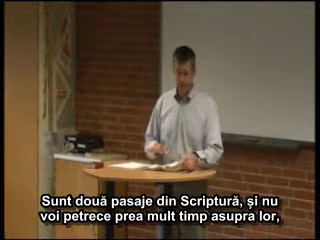 Sunt două pasaje din Scriptură, și nu
voi petrece prea mult timp asupra lor,